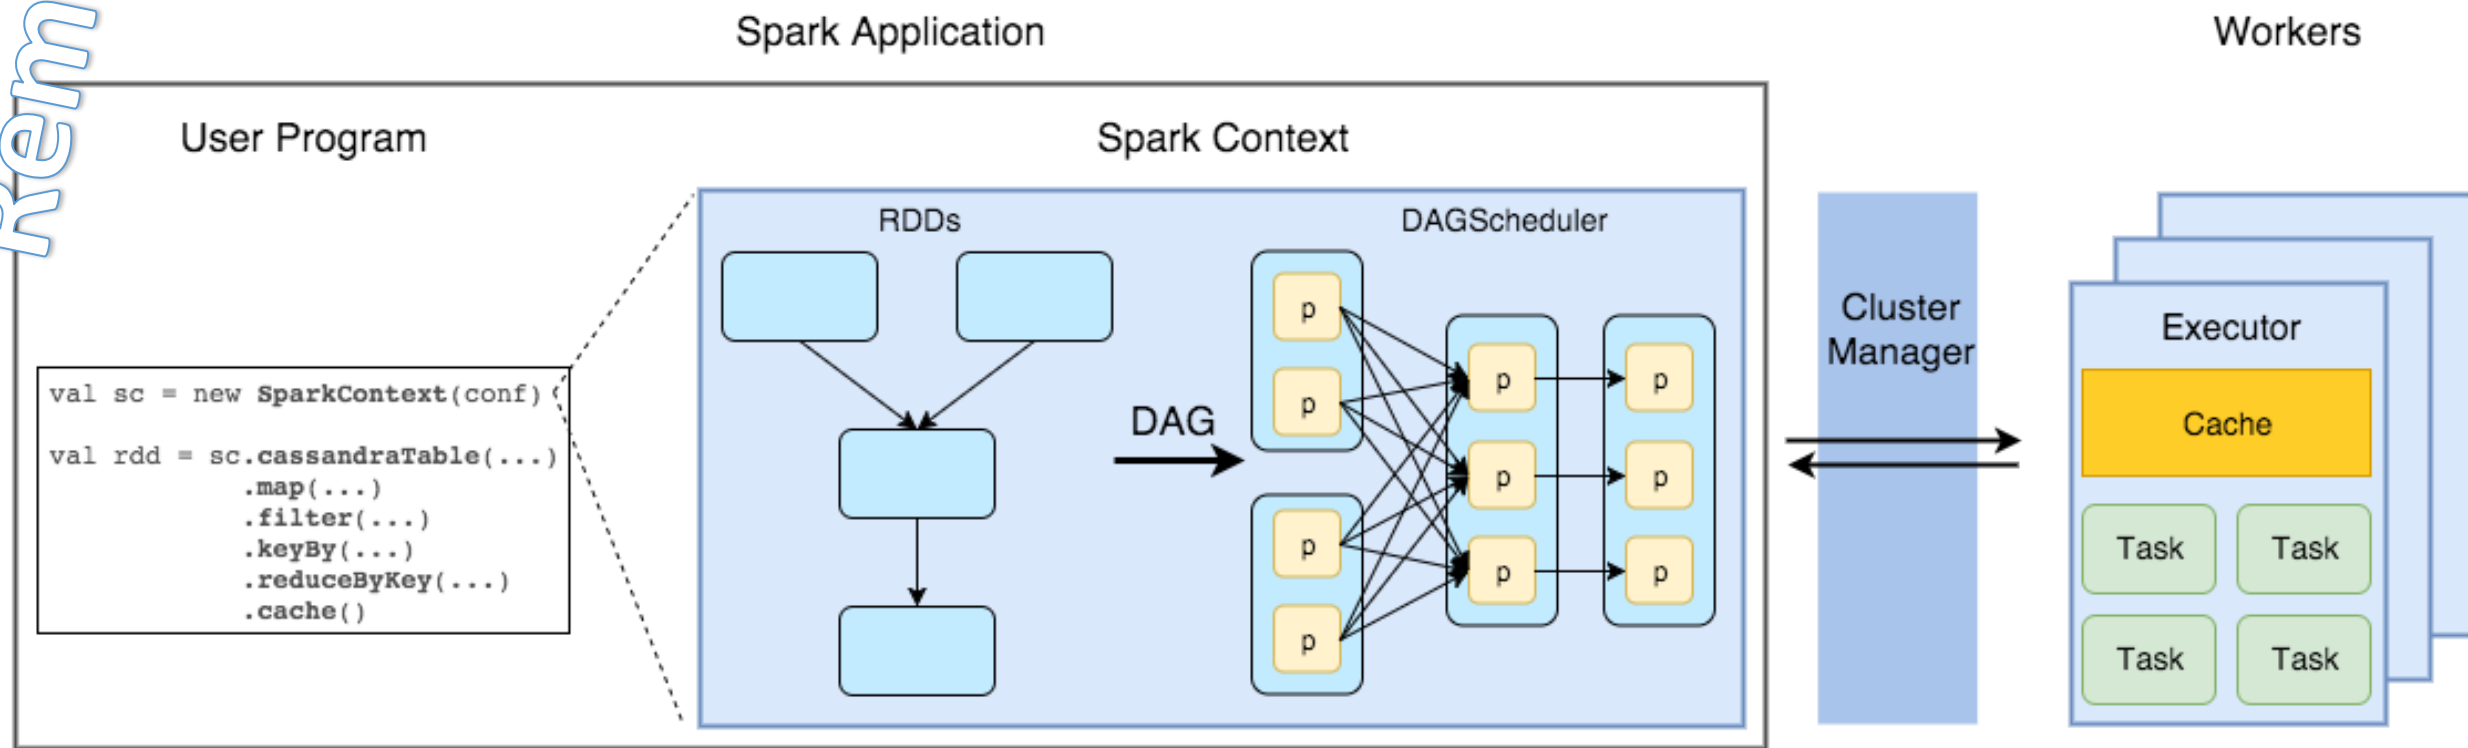 Spark Application
Workers
Rem
User Program
Spark Context
RDDs
DAGScheduler
val sc = new SparkContext(conf)
val rdd = sc.cassandraTable(...)
.map(...)
.filter(...)
.keyBy(...)
.reduceByKey(...)
.cache()
DAG
p
p
p
p
p
p
p
p
p
p
Cluster
Manager
Executor
Cache
Task
Task
Task
Task